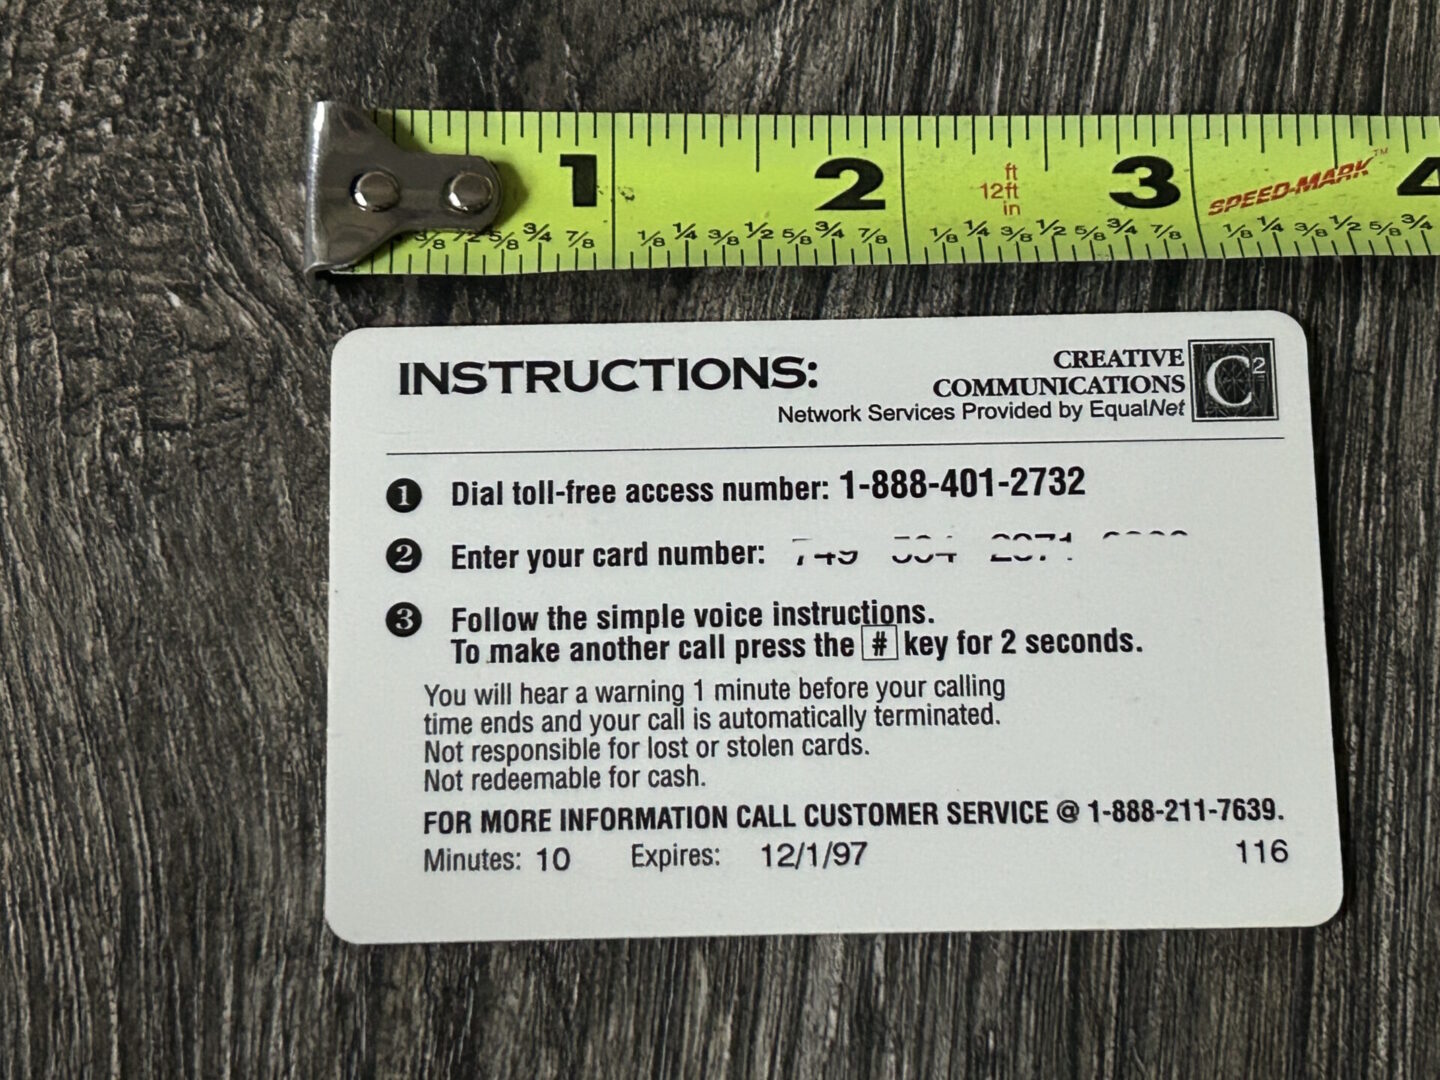 1 2 3 4
ft
12ft
in
SPEED-MARK™
3/8 1/2 5/8 3/4 7/8 1/8 1/4 3/8 1/2 5/8 3/4 7/8 1/8 1/4 3/8 1/2 5/8 3/4 7/8 1/8 1/4 3/8 1/2 5/8 3/4
INSTRUCTIONS:
CREATIVE
COMMUNICATIONS
Network Services Provided by EqualNet
C2
1 Dial toll-free access number: 1-888-401-2732
2 Enter your card number:
3 Follow the simple voice instructions.
To make another call press the # key for 2 seconds.
You will hear a warning 1 minute before your calling
time ends and your call is automatically terminated.
Not responsible for lost or stolen cards.
Not redeemable for cash.
FOR MORE INFORMATION CALL CUSTOMER SERVICE @ 1-888-211-7639.
Minutes: 10 Expires: 12/1/97 116